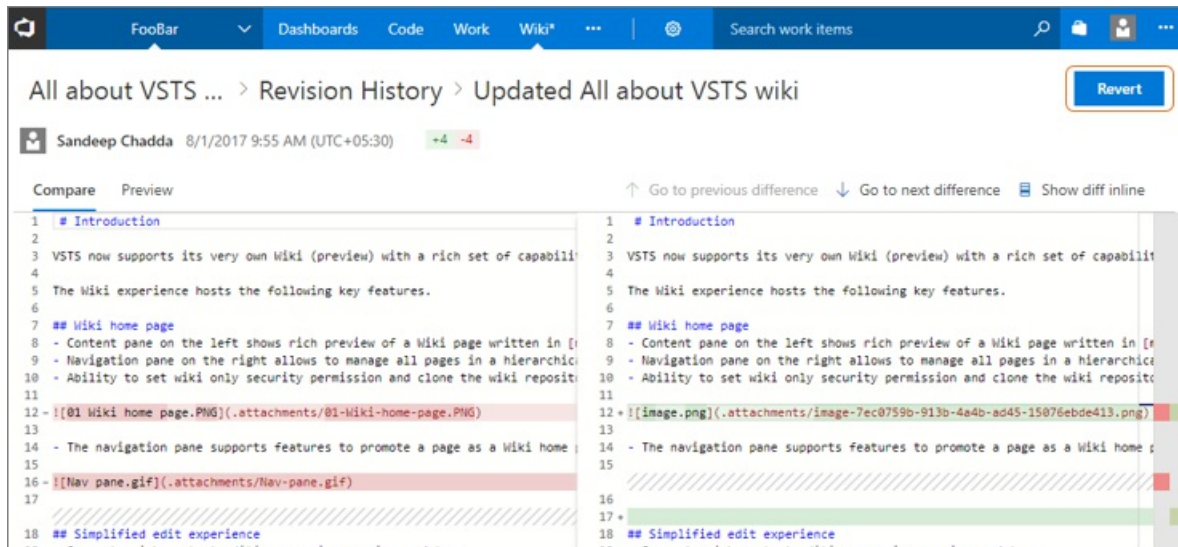 FooBar Dashboards Code Work Wiki* ... Search work items ...
All about VSTS ... > Revision History > Updated All about VSTS wiki Revert
Sandeep Chadda 8/1/2017 9:55 AM (UTC+05:30) +4 -4
Compare Preview ↑ Go to previous difference ↓ Go to next difference Show diff inline
1 # Introduction
2
3 VSTS now supports its very own Wiki (preview) with a rich set of
4
5 The Wiki experience hosts the following key features.
6
7 ## Wiki home page
8 - Content pane on the left shows rich preview of a Wiki page written in
9 - Navigation pane on the right allows to manage all pages in a
10 - Ability to set wiki only security permission and clone the wiki
11
12 - ![01 Wiki home page.PNG](.attachments/01-Wiki-home-page.PNG)
13
14 - The navigation pane supports features to promote a page as a Wiki home
15
16 - ![Nav pane.gif](.attachments/Nav-pane.gif)
17
18 ## Simplified edit experience
1 # Introduction
2
3 VSTS now supports its very own Wiki (preview) with a rich set of
4
5 The Wiki experience hosts the following key features.
6
7 ## Wiki home page
8 - Content pane on the left shows rich preview of a Wiki page written in
9 - Navigation pane on the right allows to manage all pages in a
10 - Ability to set wiki only security permission and clone the wiki
11
12 + ![image.png](.attachments/image-7ec0759b-913b-4a4b-ad45-15076ebde413.png)
13
14 - The navigation pane supports features to promote a page as a Wiki home
15
16
17 +
18 ## Simplified edit experience